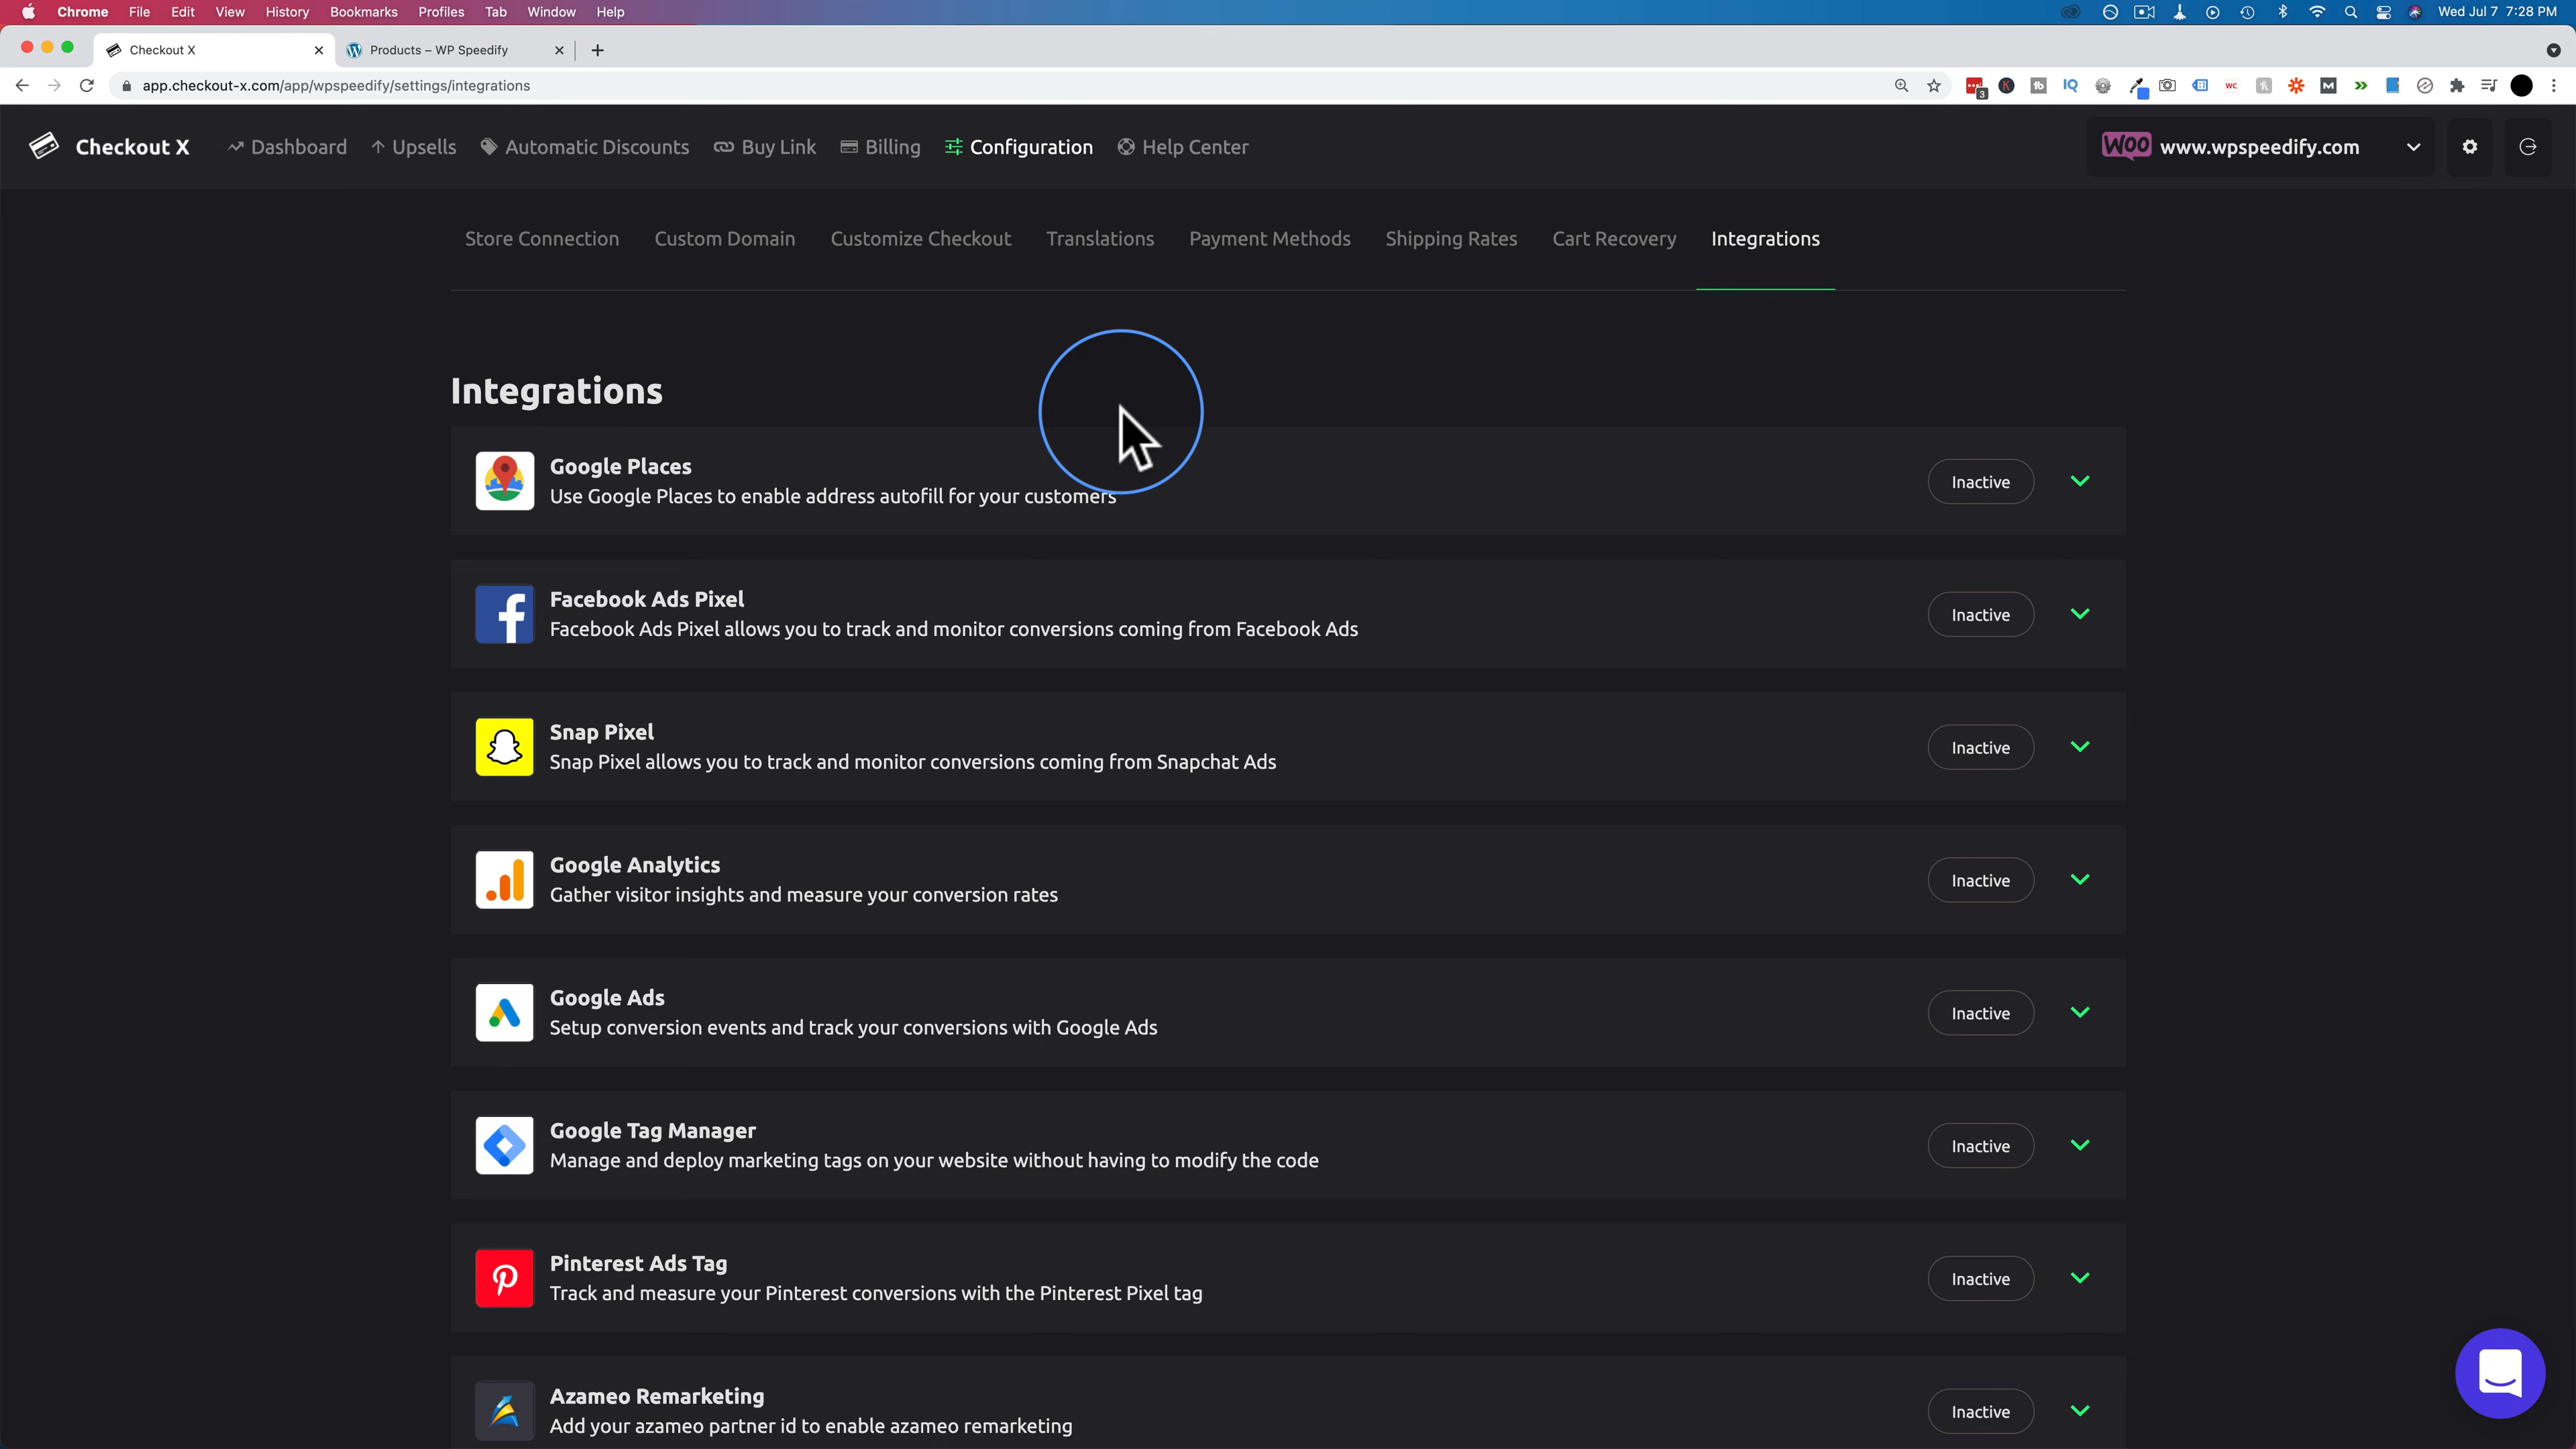 Chrome File Edit View History Bookmarks Profiles Tab Window Help Wed Jul 7 7:28 PM
Checkout X Products – WP Speedify
app.checkout-x.com/app/wpspeedify/settings/integrations
3 tb IQ WC M
Checkout X Dashboard Upsells Automatic Discounts Buy Link Billing Configuration Help Center Woo www.wpspeedify.com
Store Connection Custom Domain Customize Checkout Translations Payment Methods Shipping Rates Cart Recovery Integrations
Integrations
Google Places
Use Google Places to enable address autofill for your customers
Inactive
Facebook Ads Pixel
Facebook Ads Pixel allows you to track and monitor conversions coming from Facebook Ads
Inactive
Snap Pixel
Snap Pixel allows you to track and monitor conversions coming from Snapchat Ads
Inactive
Google Analytics
Gather visitor insights and measure your conversion rates
Inactive
Google Ads
Setup conversion events and track your conversions with Google Ads
Inactive
Google Tag Manager
Manage and deploy marketing tags on your website without having to modify the code
Inactive
Pinterest Ads Tag
Track and measure your Pinterest conversions with the Pinterest Pixel tag
Inactive
Azameo Remarketing
Add your azameo partner id to enable azameo remarketing
Inactive